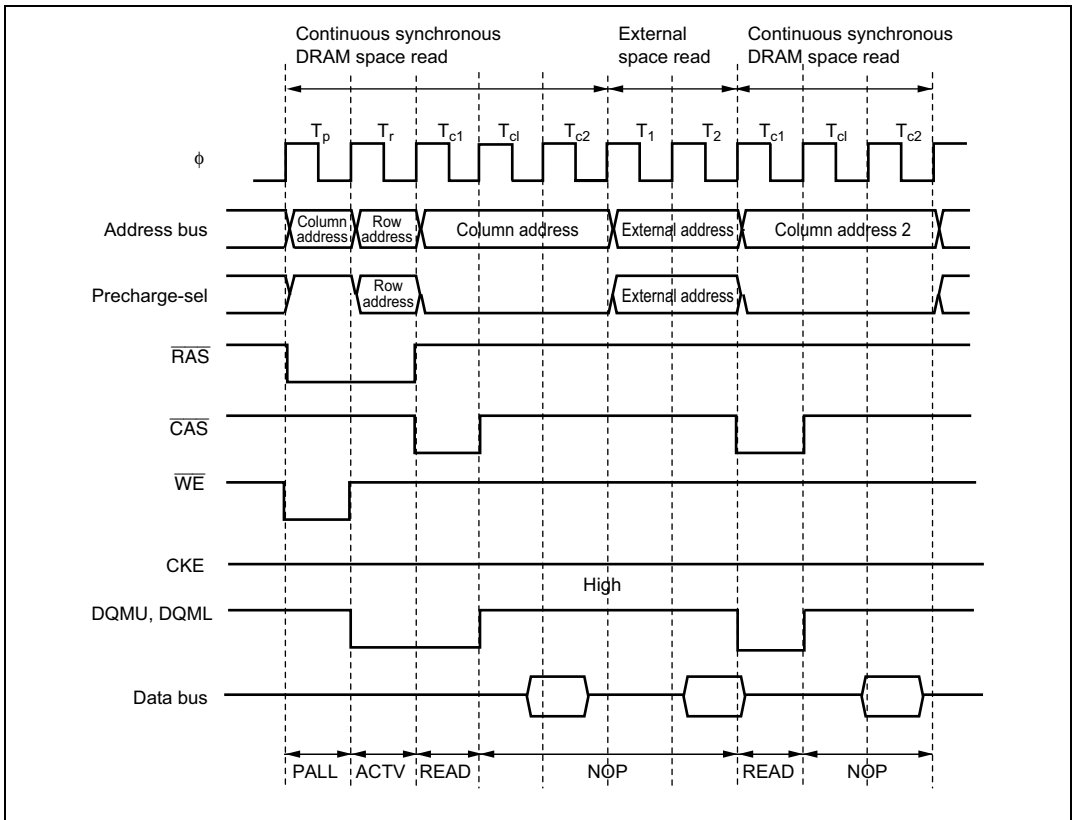 Continuous synchronous
DRAM space read
External
space read
Continuous synchronous
DRAM space read
Tp Tr Tc1 Tcl Tc2 T1 T2 Tc1 Tcl Tc2
ϕ
Address bus
Column
address
Row
address
Column address
External address
Column address 2
Precharge-sel
Row
address
External address
RAS
CAS
WE
CKE
High
DQMU, DQML
Data bus
PALL ACTV READ NOP READ NOP